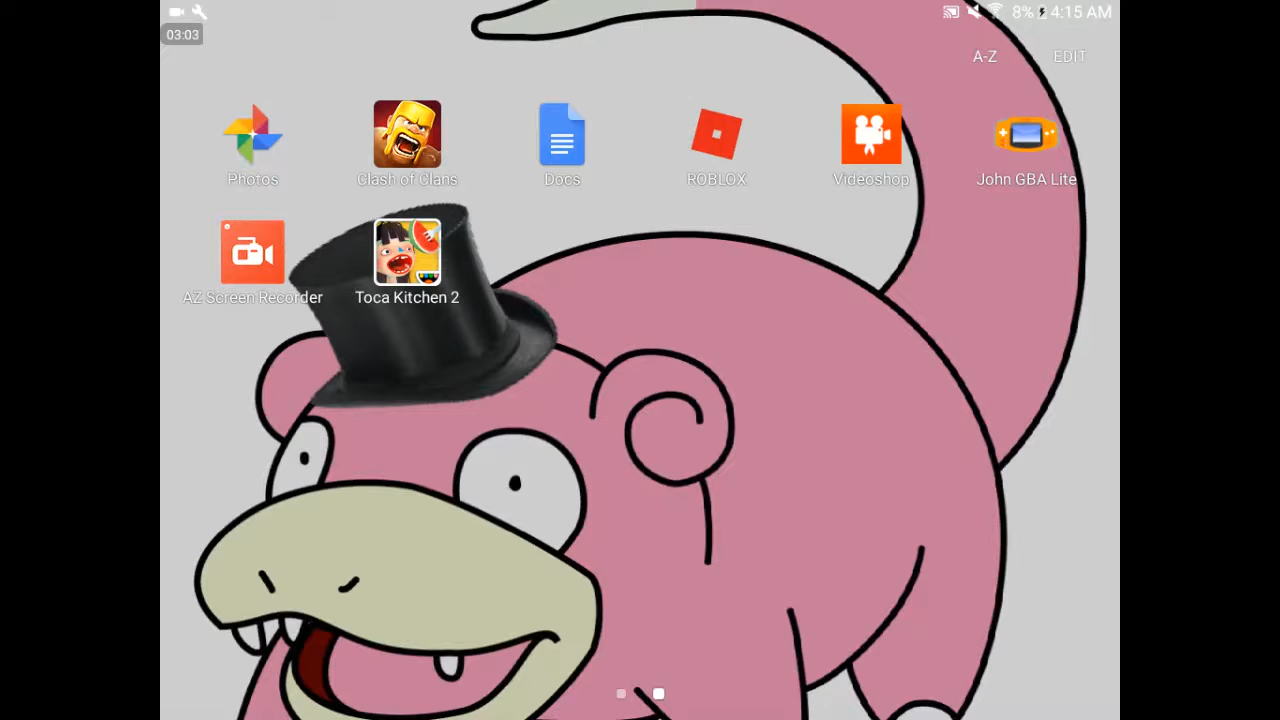 8% 4:15 AM
03:03
A-Z EDIT
Photos Clash of Clans Docs ROBLOX Videoshop John GBA Lite
AZ Screen Recorder Toca Kitchen 2